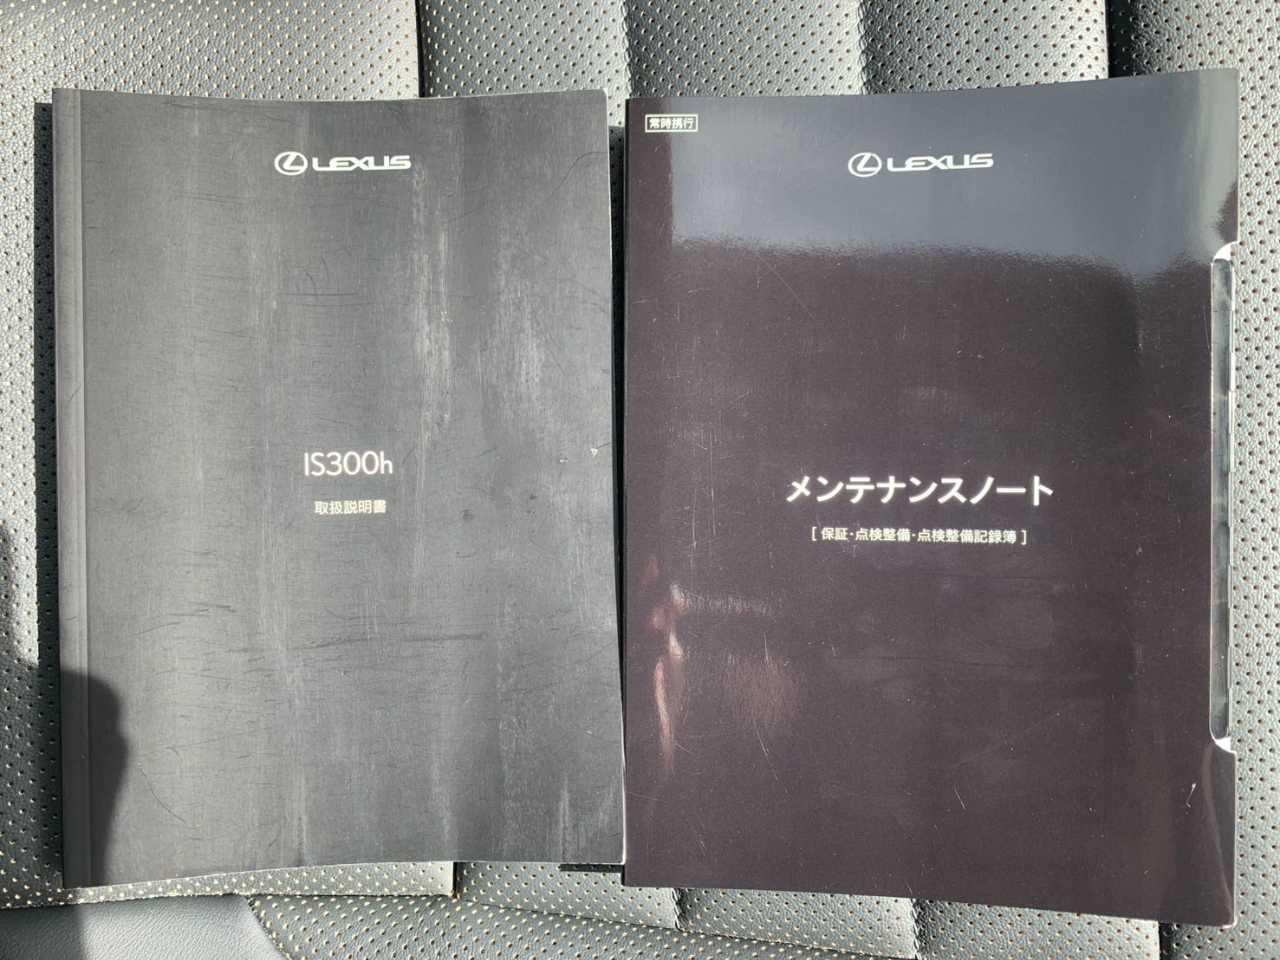 LEXUS
IS300h
取扱説明書
常時携行
LEXUS
メンテナンスノート
[ 保証・点検整備・点検整備記録簿 ]